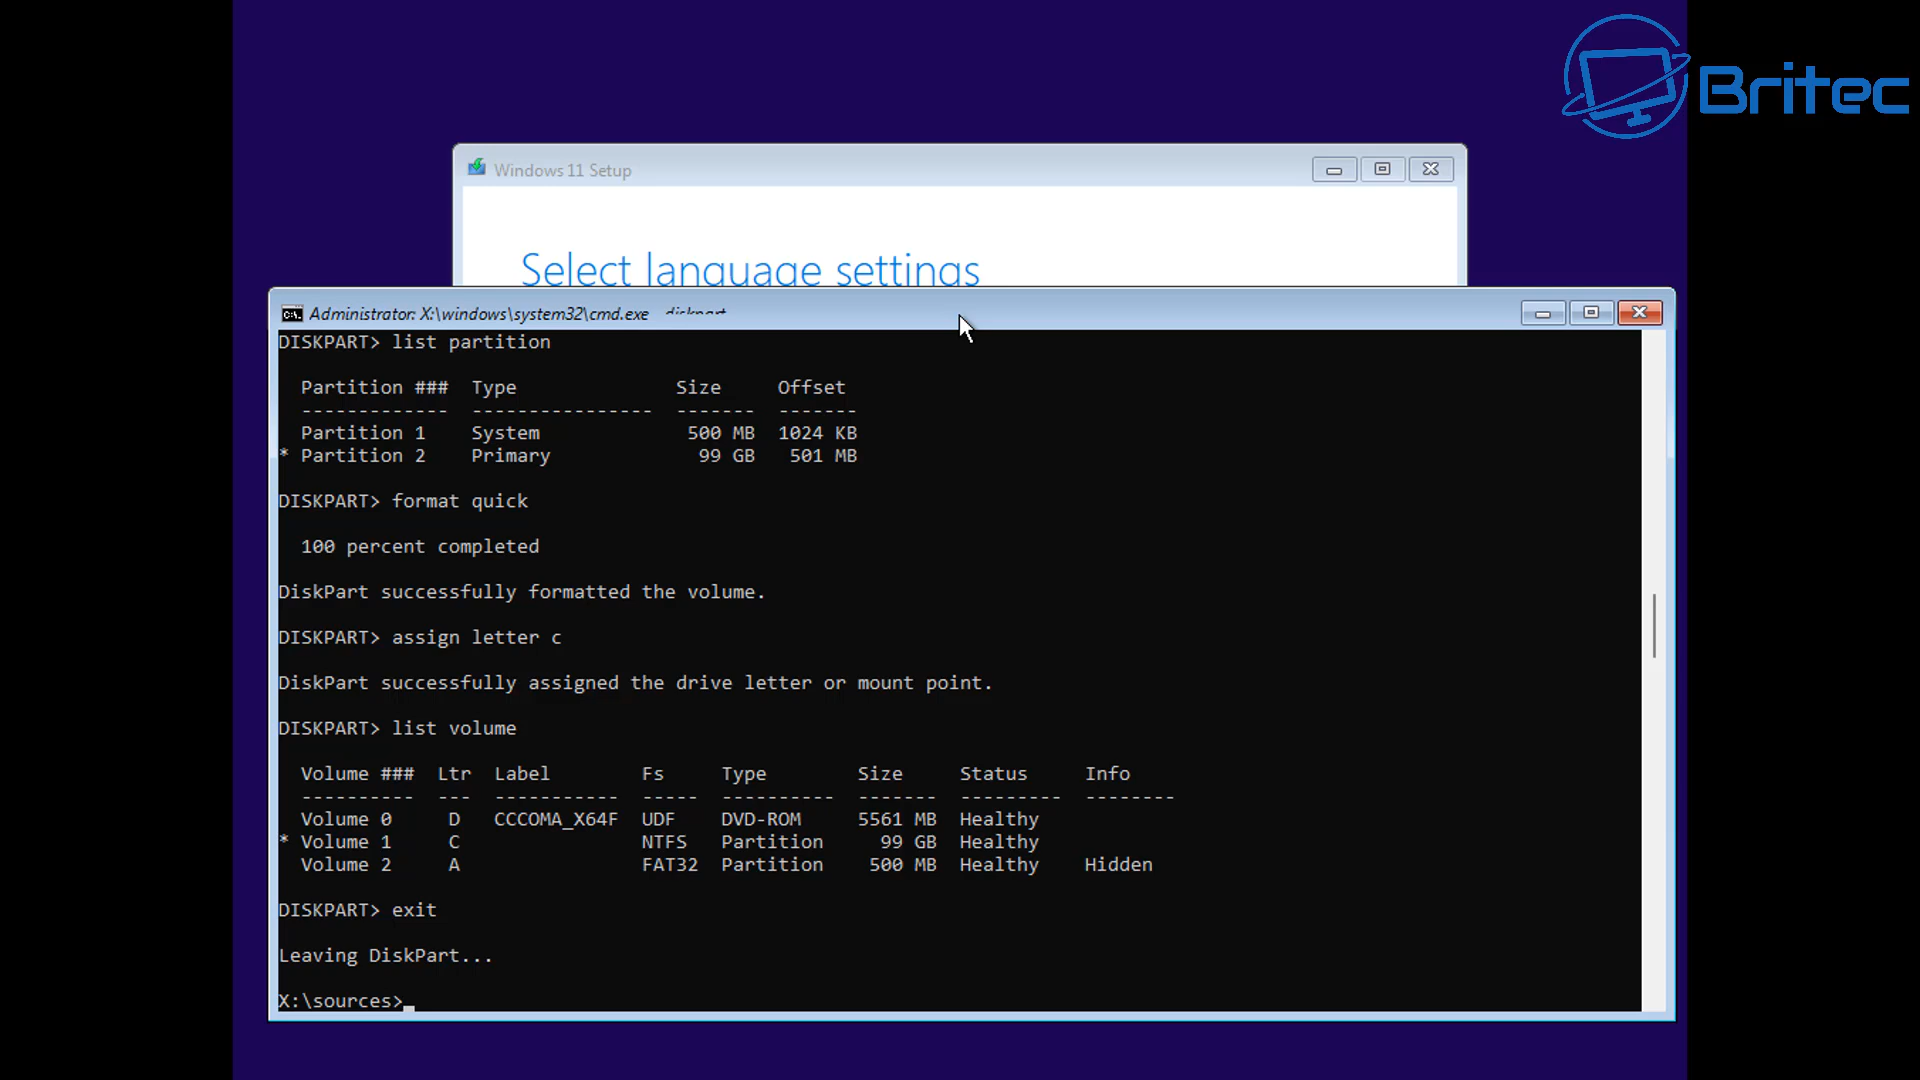 Britec
Windows 11 Setup
Select language settings
Administrator: X:\windows\system32\cmd.exe - diskpart
DISKPART> list partition
  Partition ###  Type              Size     Offset
  -------------  ----------------  -------  -------
  Partition 1    System             500 MB  1024 KB
* Partition 2    Primary             99 GB   501 MB
DISKPART> format quick
  100 percent completed
DiskPart successfully formatted the volume.
DISKPART> assign letter c
DiskPart successfully assigned the drive letter or mount point.
DISKPART> list volume
  Volume ###  Ltr  Label        Fs     Type        Size     Status     Info
  ----------  ---  -----------  -----  ----------  -------  ---------  --------
  Volume 0     D   CCCOMA_X64F  UDF    DVD-ROM     5561 MB  Healthy
* Volume 1     C                NTFS   Partition     99 GB  Healthy
  Volume 2     A                FAT32  Partition    500 MB  Healthy    Hidden
DISKPART> exit
Leaving DiskPart...
X:\sources>_